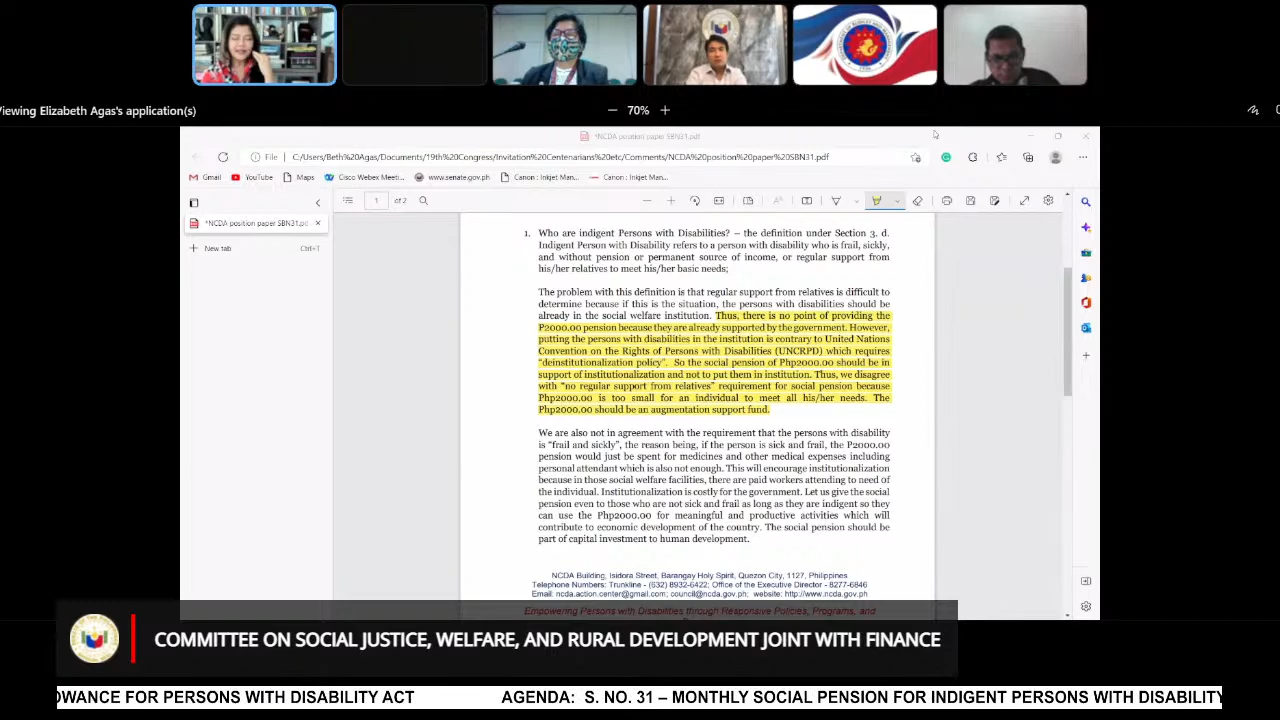 Viewing Elizabeth Agas's application(s)
70%
*NCDA position paper SBN31.pdf
File
C:/Users/Beth%20Agas/Documents/19th%20Congress/Invitation%20Centenarians%20etc/Comments/NCDA%20position%20paper%20SBN31.pdf
Gmail
YouTube
Maps
Cisco Webex Meeti...
www.senate.gov.ph
Canon : Inkjet Man...
Canon : Inkjet Man...
1 of 2
*NCDA position paper SBN31.pd
New tab
Ctrl+T
1. Who are indigent Persons with Disabilities? – the definition under Section 3. d.
Indigent Person with Disability refers to a person with disability who is frail, sickly,
and without pension or permanent source of income, or regular support from
his/her relatives to meet his/her basic needs;
The problem with this definition is that regular support from relatives is difficult to
determine because if this is the situation, the persons with disabilities should be
already in the social welfare institution. Thus, there is no point of providing the
P2000.00 pension because they are already supported by the government. However,
putting the persons with disabilities in the institution is contrary to United Nations
Convention on the Rights of Persons with Disabilities (UNCRPD) which requires
“deinstitutionalization policy”. So the social pension of Php2000.00 should be in
support of institutionalization and not to put them in institution. Thus, we disagree
with “no regular support from relatives” requirement for social pension because
Php2000.00 is too small for an individual to meet all his/her needs. The
Php2000.00 should be an augmentation support fund.
We are also not in agreement with the requirement that the persons with disability
is “frail and sickly”, the reason being, if the person is sick and frail, the P2000.00
pension would just be spent for medicines and other medical expenses including
personal attendant which is also not enough. This will encourage institutionalization
because in those social welfare facilities, there are paid workers attending to need of
the individual. Institutionalization is costly for the government. Let us give the social
pension even to those who are not sick and frail as long as they are indigent so they
can use the Php2000.00 for meaningful and productive activities which will
contribute to economic development of the country. The social pension should be
part of capital investment to human development.
NCDA Building, Isidora Street, Barangay Holy Spirit, Quezon City, 1127, Philippines
Telephone Numbers: Trunkline - (632) 8932-6422; Office of the Executive Director - 8277-6846
Email: ncda.action.center@gmail.com; council@ncda.gov.ph; website: http://www.ncda.gov.ph
Empowering Persons with Disabilities through Responsive Policies, Programs, and
COMMITTEE ON SOCIAL JUSTICE, WELFARE, AND RURAL DEVELOPMENT JOINT WITH FINANCE
OWANCE FOR PERSONS WITH DISABILITY ACT AGENDA: S. NO. 31 – MONTHLY SOCIAL PENSION FOR INDIGENT PERSONS WITH DISABILITY